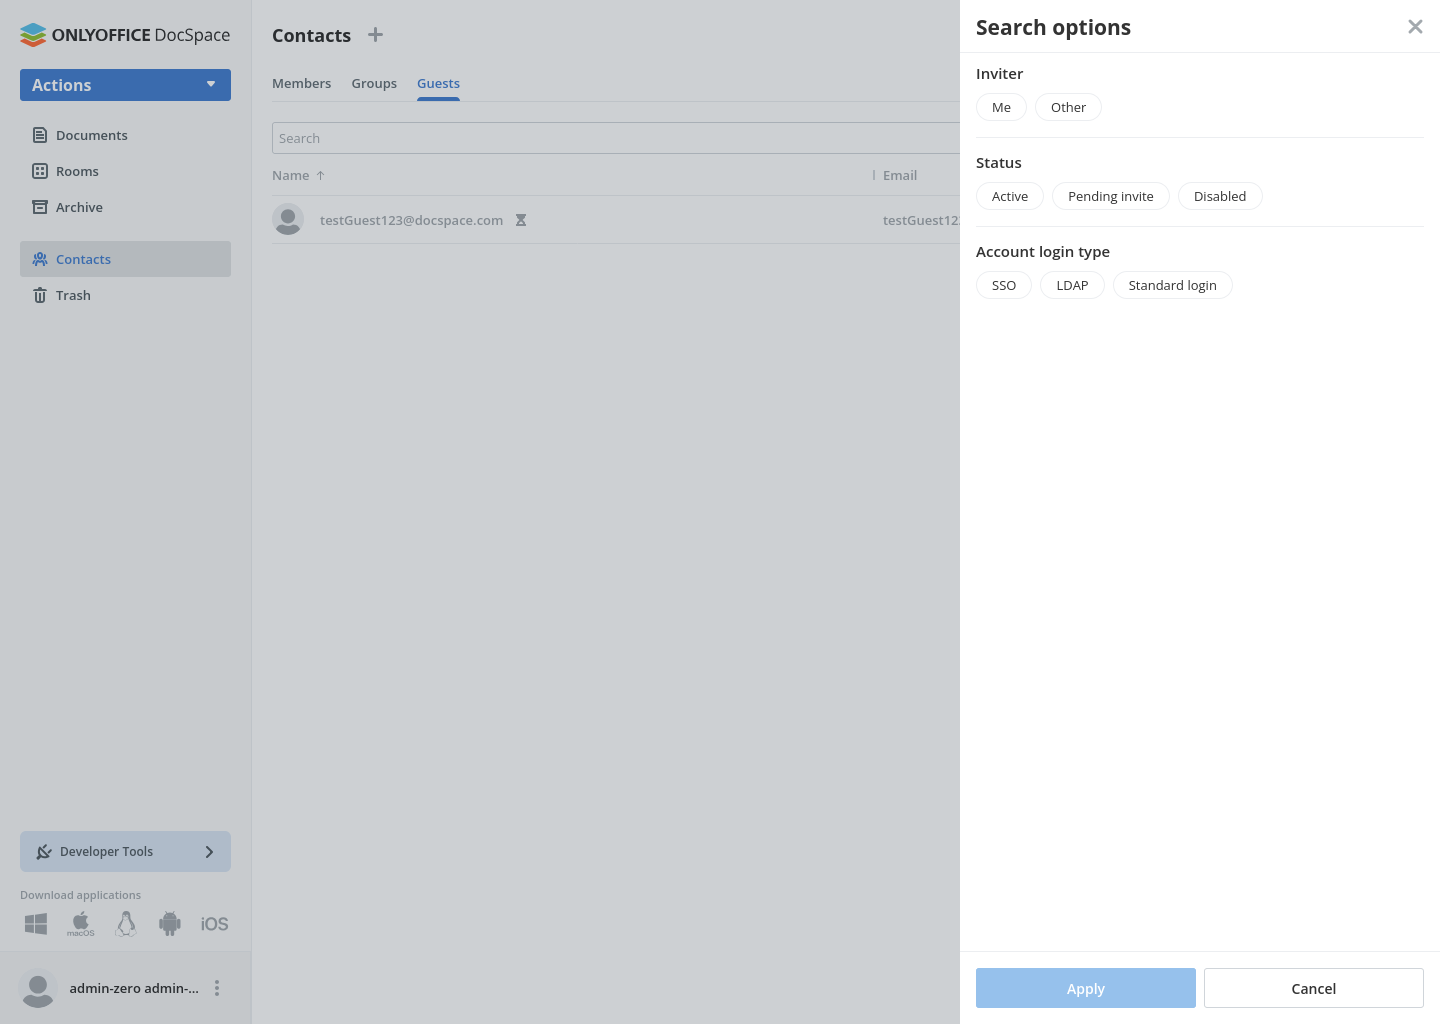 ONLYOFFICE DocSpace
Actions
Documents
Rooms
Archive
Contacts
Trash
Developer Tools
Download applications
macOS
iOS
admin-zero admin-...
Contacts
Members Groups Guests
Search
Name Email
testGuest123@docspace.com testGuest12
Search options
Inviter
Me Other
Status
Active Pending invite Disabled
Account login type
SSO LDAP Standard login
Apply Cancel